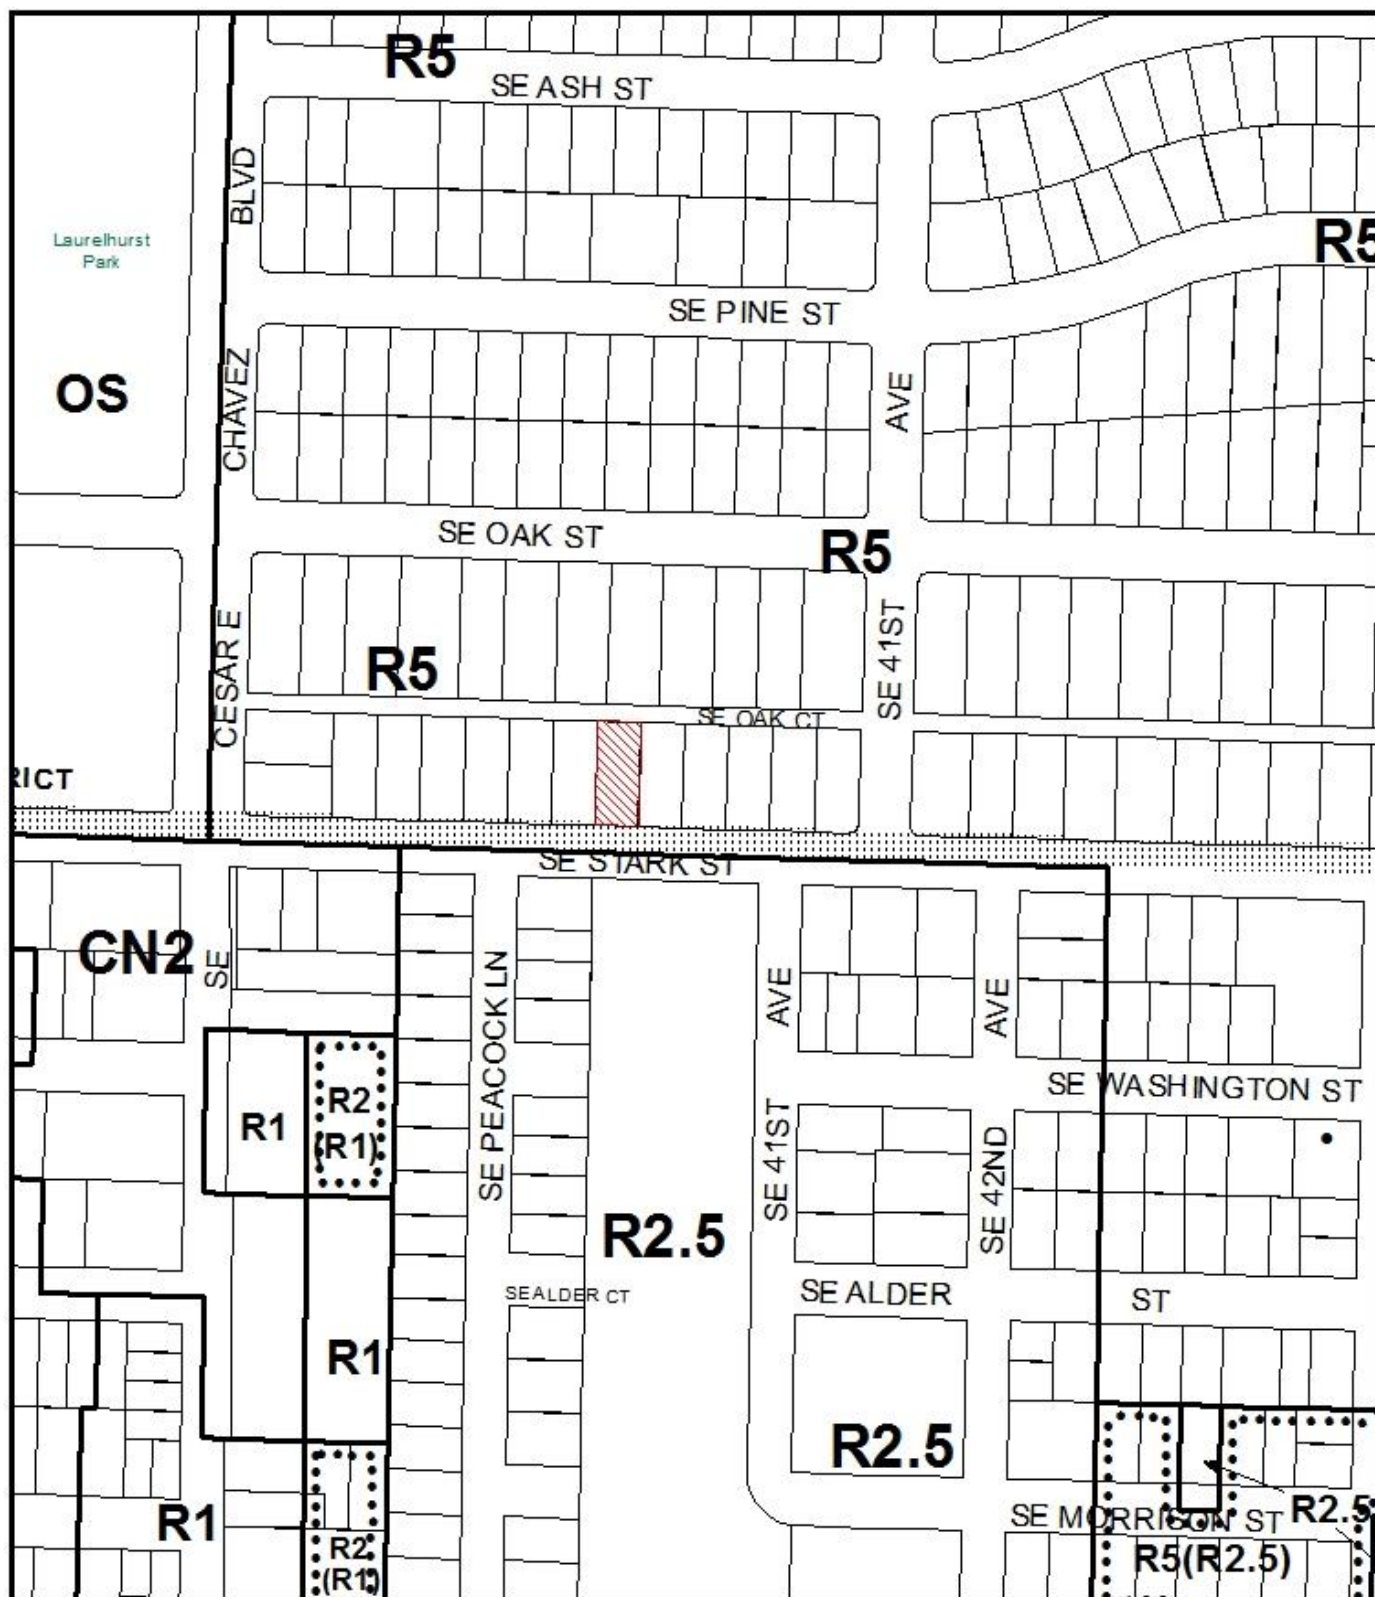 R5
SE ASH ST
BLVD
Laurelhurst
Park
R5
SE PINE ST
OS
CHAVEZ
AVE
SE OAK ST
R5
CESAR E
SE 41ST
R5
SE OAK CT
RICT
SE STARK ST
CN2
SE
SE PEACOCK LN
AVE
AVE
SE WASHINGTON ST
R1
R2
(R1)
SE 41ST
SE 42ND
R2.5
SE ALDER CT
SE ALDER
ST
R1
R2.5
R1
R2
(R1)
SE MORRISON ST
R2.5
R5(R2.5)